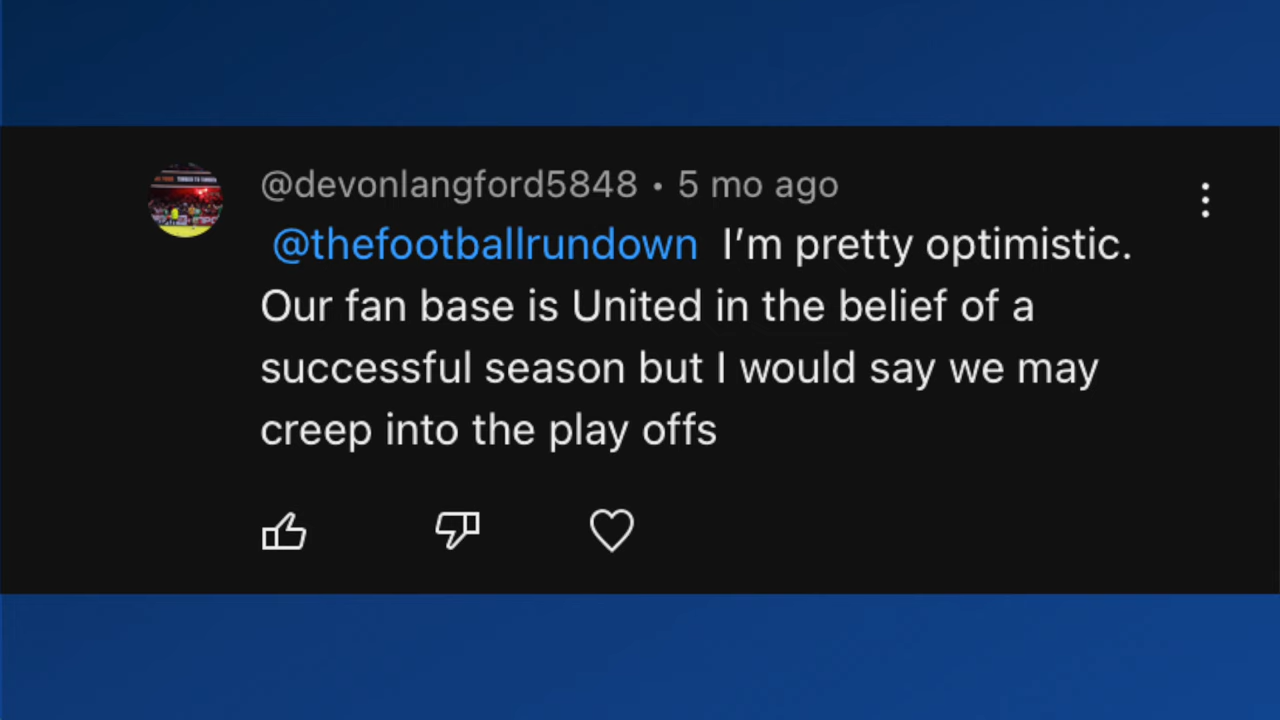 @devonlangford5848 • 5 mo ago
@thefootballrundown I’m pretty optimistic.
Our fan base is United in the belief of a
successful season but I would say we may
creep into the play offs